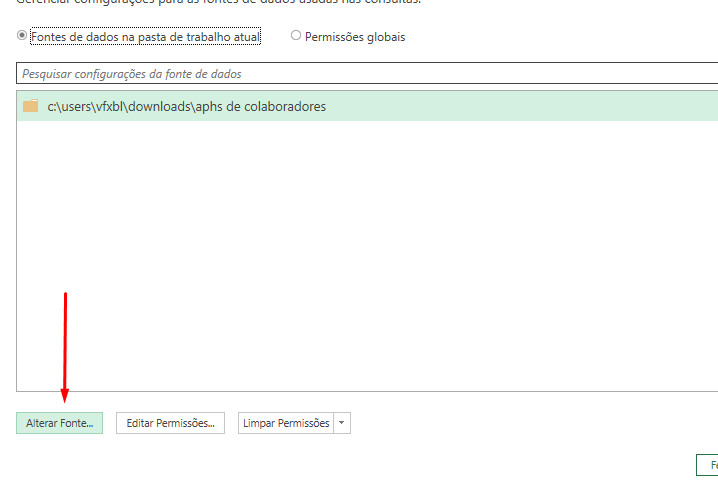 Gerenciar configurações para as fontes de dados usadas nas consultas.
Fontes de dados na pasta de trabalho atual
Permissões globais
Pesquisar configurações da fonte de dados
c:\users\vfxbl\downloads\aphs de colaboradores
Alterar Fonte...
Editar Permissões...
Limpar Permissões